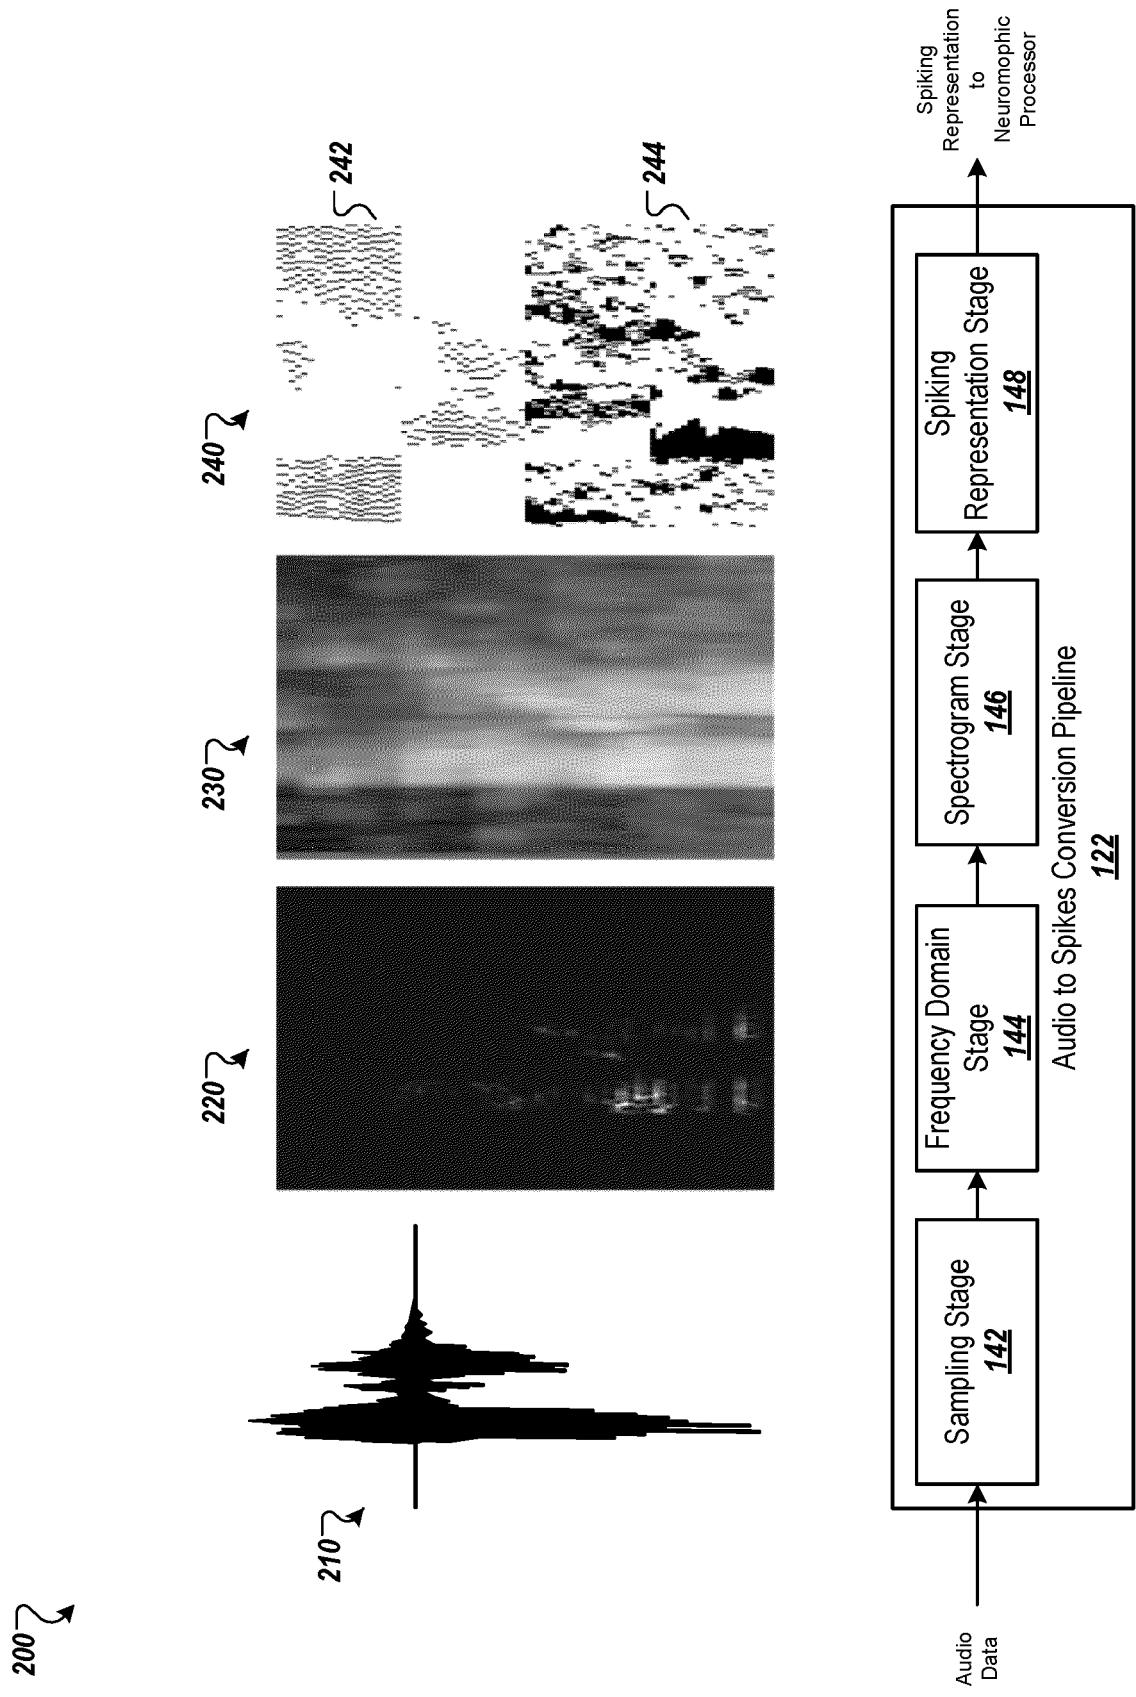 200
210
220
230
240
242
244
Audio
Data
Sampling Stage
142
Frequency Domain
Stage
144
Spectrogram Stage
146
Spiking
Representation Stage
148
Audio to Spikes Conversion Pipeline
122
Spiking
Representation
to
Neuromophic
Processor